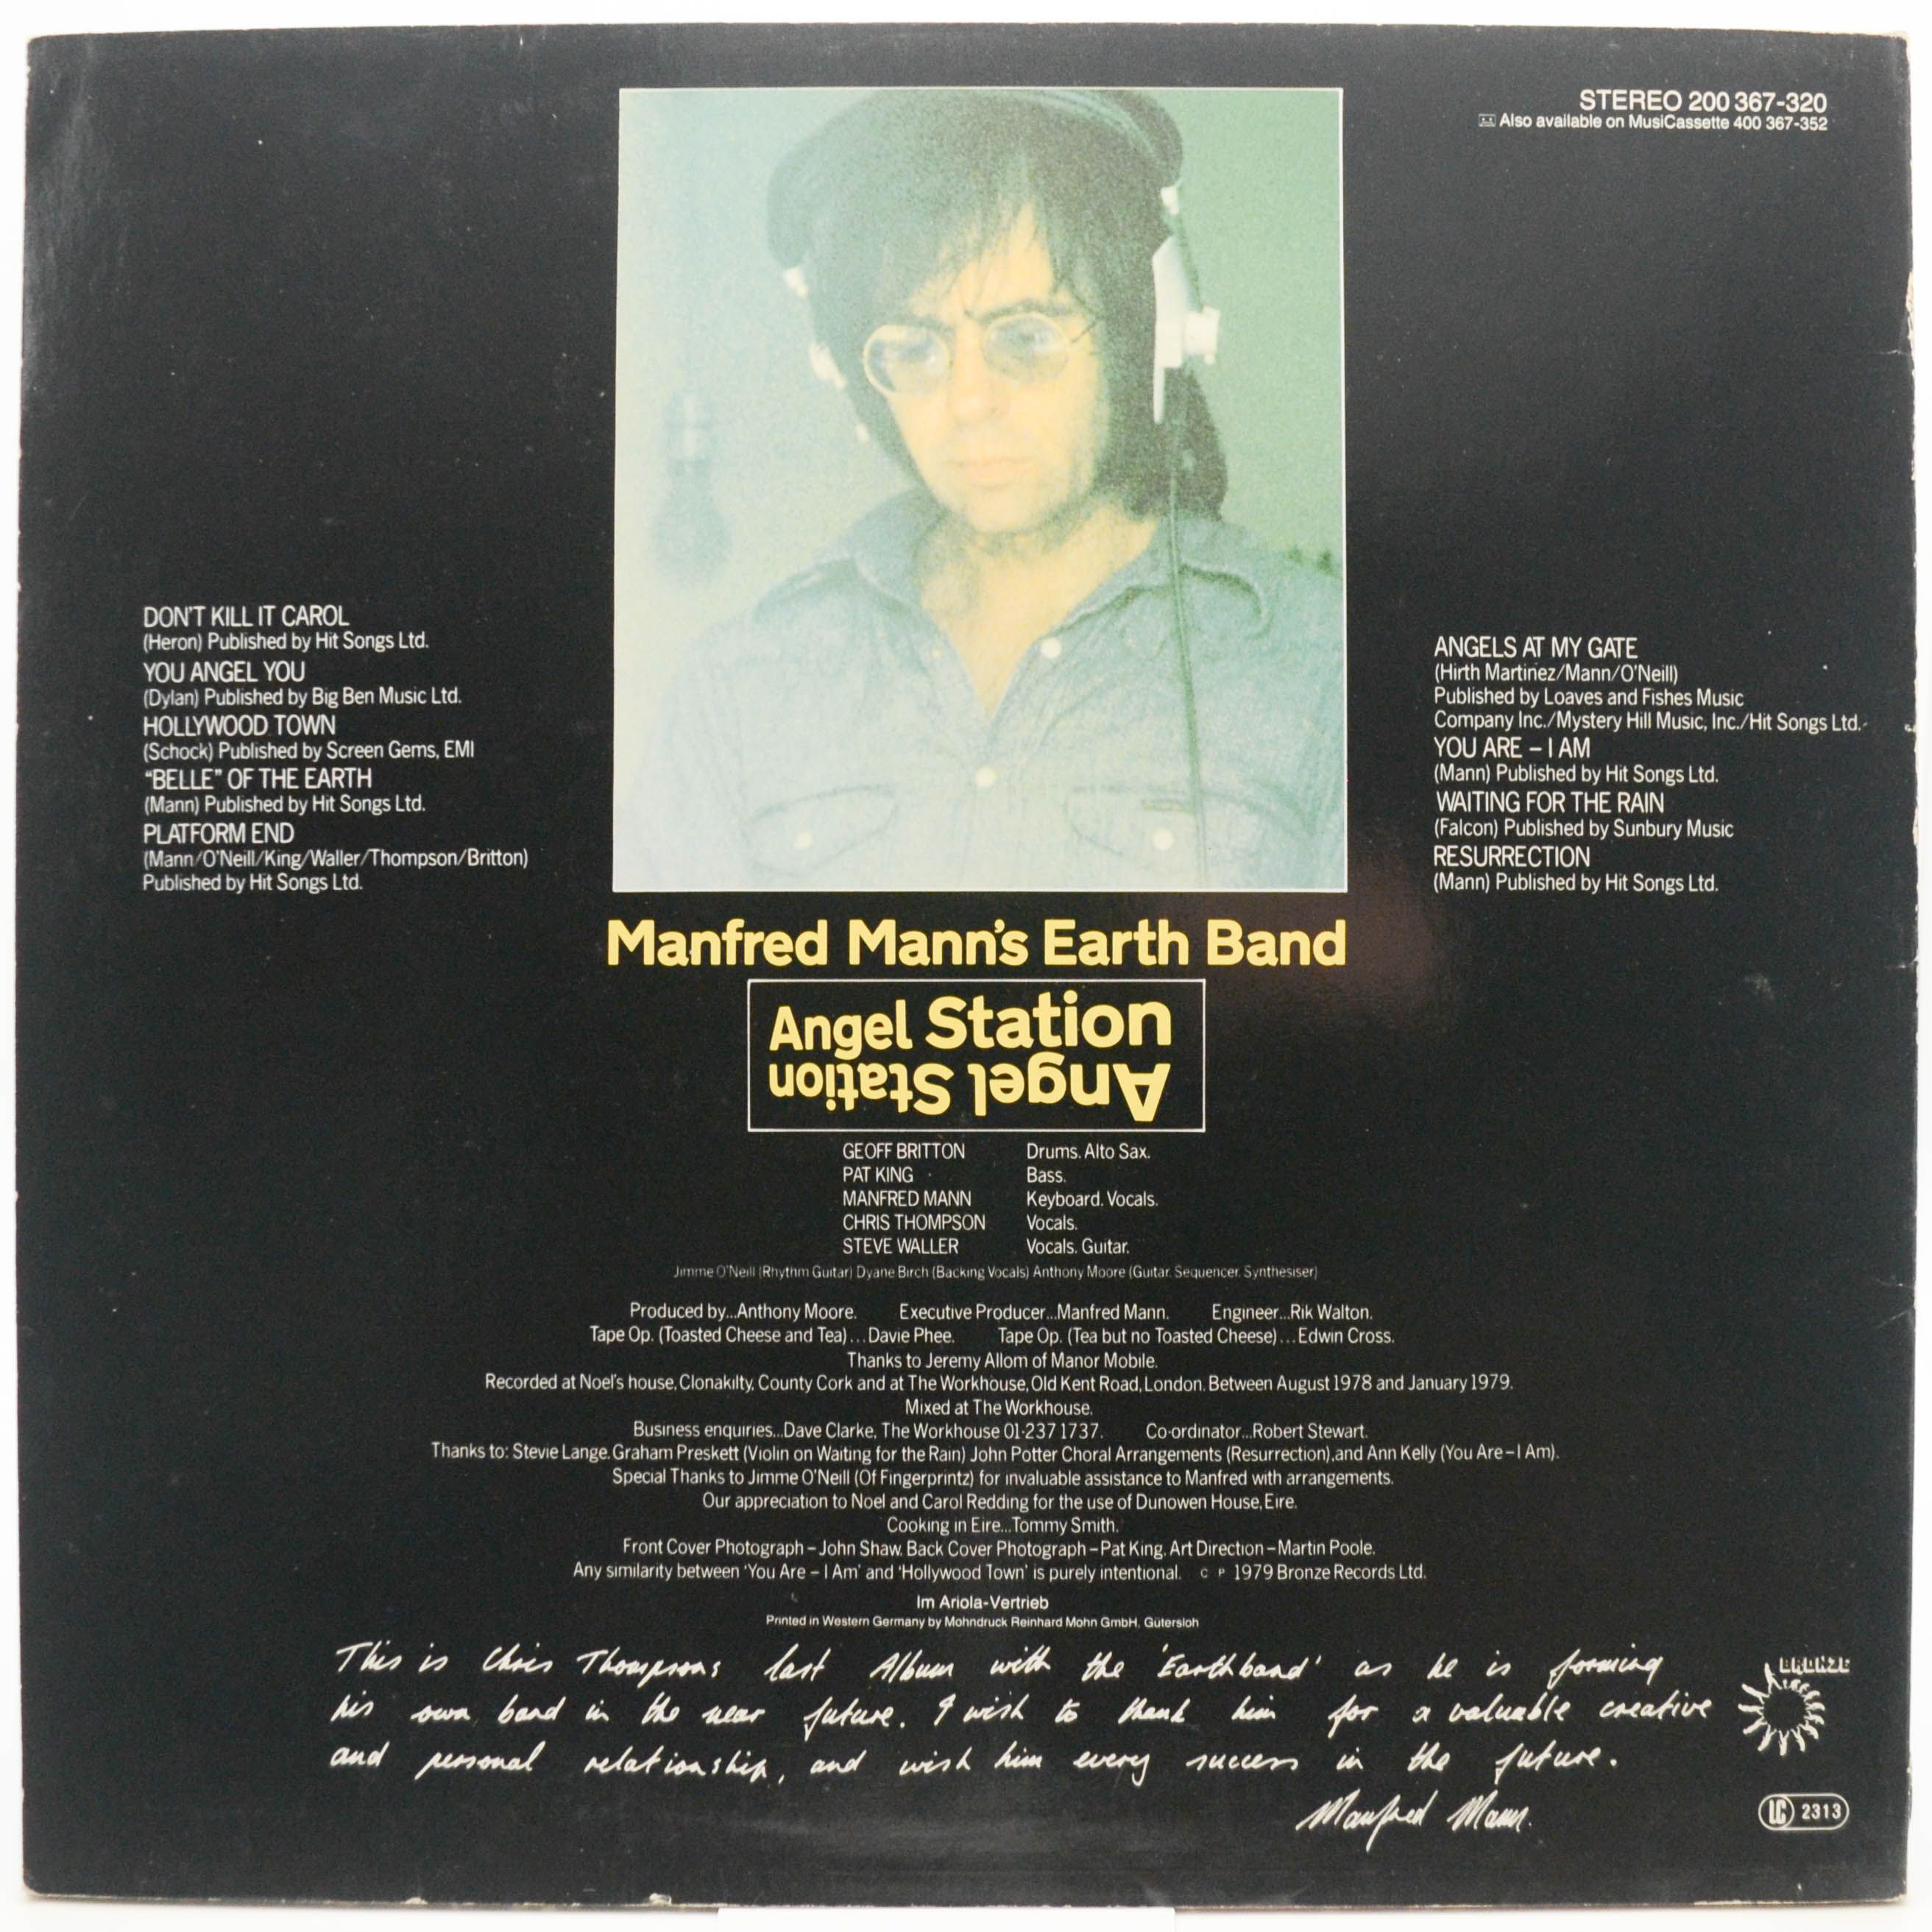 STEREO 200 367-320
Also available on MusiCassette 400 367-352
DON'T KILL IT CAROL
(Heron) Published by Hit Songs Ltd.
YOU ANGEL YOU
(Dylan) Published by Big Ben Music Ltd.
HOLLYWOOD TOWN
(Schock) Published by Screen Gems, EMI
“BELLE” OF THE EARTH
(Mann) Published by Hit Songs Ltd.
PLATFORM END
(Mann/O'Neill/King/Waller/Thompson/Britton)
Published by Hit Songs Ltd.
ANGELS AT MY GATE
(Hirth Martinez/Mann/O'Neill)
Published by Loaves and Fishes Music
Company Inc./Mystery Hill Music, Inc./Hit Songs Ltd.
YOU ARE – I AM
(Mann) Published by Hit Songs Ltd.
WAITING FOR THE RAIN
(Falcon) Published by Sunbury Music
RESURRECTION
(Mann) Published by Hit Songs Ltd.
Manfred Mann's Earth Band
Angel Station
Angel Station
GEOFF BRITTON Drums. Alto Sax.
PAT KING Bass.
MANFRED MANN Keyboard. Vocals.
CHRIS THOMPSON Vocals.
STEVE WALLER Vocals. Guitar.
Jimme O'Neill (Rhythm Guitar) Dyane Birch (Backing Vocals) Anthony Moore (Guitar. Sequencer. Synthesiser)
Produced by...Anthony Moore. Executive Producer...Manfred Mann. Engineer...Rik Walton.
Tape Op. (Toasted Cheese and Tea)...Davie Phee. Tape Op. (Tea but no Toasted Cheese)...Edwin Cross.
Thanks to Jeremy Allom of Manor Mobile.
Recorded at Noel's house, Clonakilty, County Cork and at The Workhouse, Old Kent Road, London. Between August 1978 and January 1979.
Mixed at The Workhouse.
Business enquiries...Dave Clarke, The Workhouse 01-237 1737. Co-ordinator...Robert Stewart.
Thanks to: Stevie Lange. Graham Preskett (Violin on Waiting for the Rain) John Potter Choral Arrangements (Resurrection), and Ann Kelly (You Are – I Am).
Special Thanks to Jimme O'Neill (Of Fingerprintz) for invaluable assistance to Manfred with arrangements.
Our appreciation to Noel and Carol Redding for the use of Dunowen House, Eire.
Cooking in Eire...Tommy Smith.
Front Cover Photograph – John Shaw. Back Cover Photograph – Pat King. Art Direction – Martin Poole.
Any similarity between 'You Are – I Am' and 'Hollywood Town' is purely intentional. C P 1979 Bronze Records Ltd.
Im Ariola-Vertrieb
Printed in Western Germany by Mohndruck Reinhard Mohn GmbH, Gütersloh
This is Chris Thompsons last Album with the 'Earthband' as he is forming
his own band in the near future. I wish to thank him for a valuable creative
and personal relationship, and wish him every success in the future.
Manfred Mann.
BRONZE
LC 2313